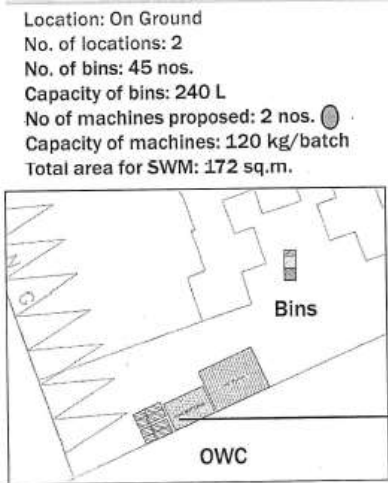 Location: On Ground
No. of locations: 2
No. of bins: 45 nos.
Capacity of bins: 240 L
No of machines proposed: 2 nos.
Capacity of machines: 120 kg/batch
Total area for SWM: 172 sq.m.
N G
Bins
OWC